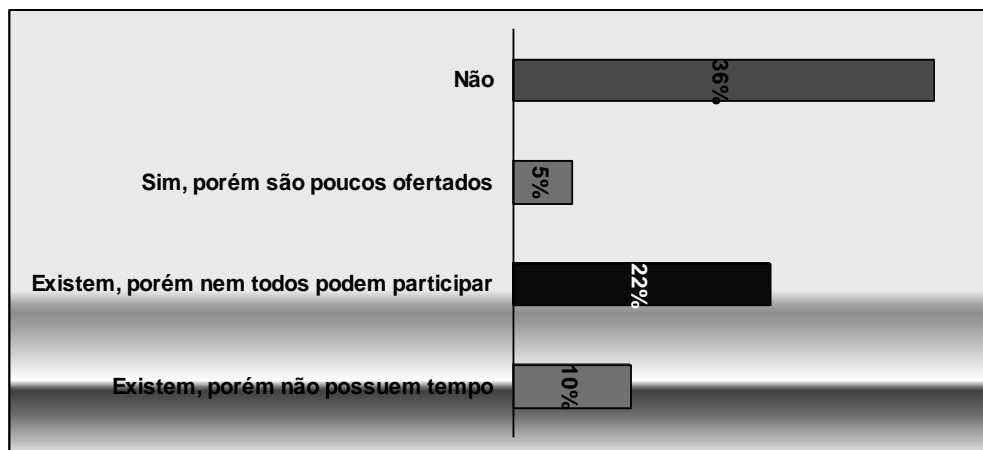 Não 36%
Sim, porém são poucos ofertados 5%
Existem, porém nem todos podem participar 22%
Existem, porém não possuem tempo 10%